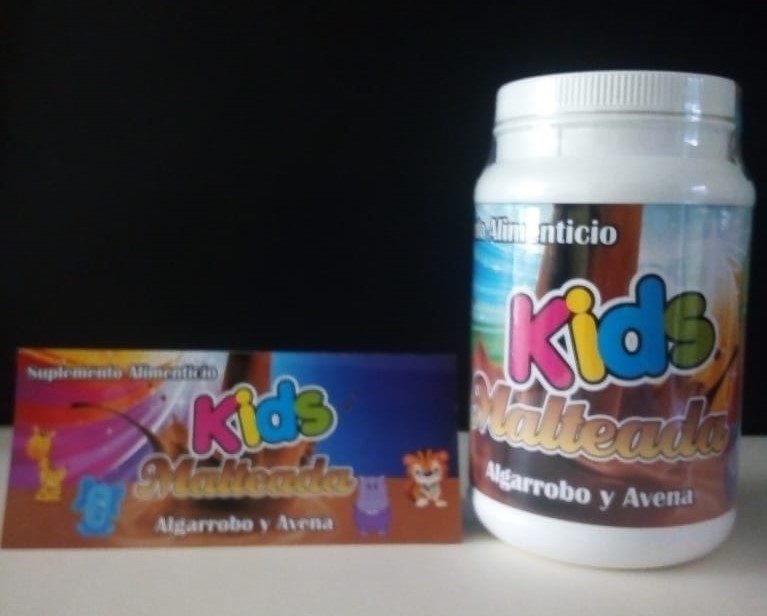 Suplemento Alimenticio
Kids
Malteada
Algarrobo y Avena
Alimenticio
Kids
Malteada
Algarrobo y Avena